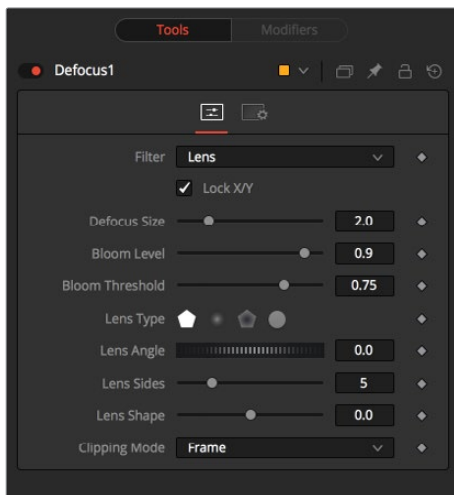 Tools Modifiers
Defocus1
Filter Lens
Lock X/Y
Defocus Size 2.0
Bloom Level 0.9
Bloom Threshold 0.75
Lens Type
Lens Angle 0.0
Lens Sides 5
Lens Shape 0.0
Clipping Mode Frame